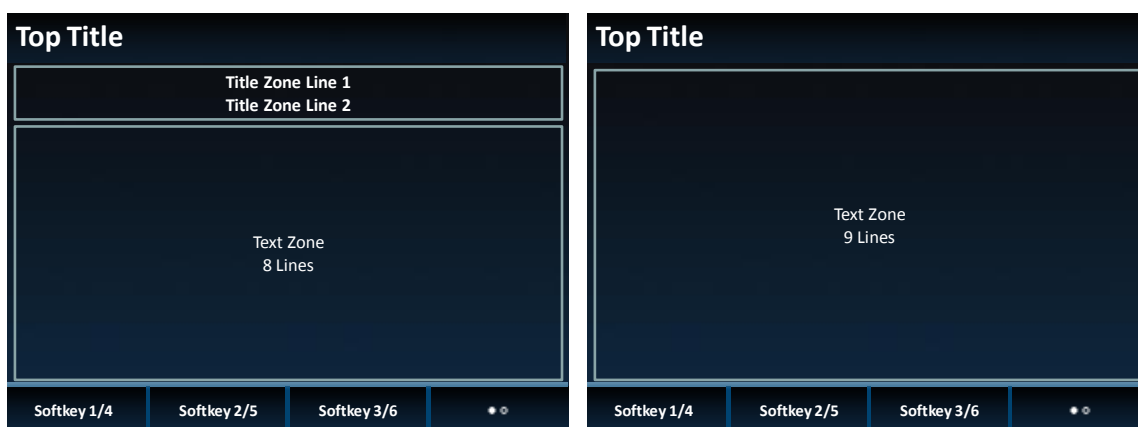 Top Title
Title Zone Line 1
Title Zone Line 2
Text Zone
8 Lines
Softkey 1/4
Softkey 2/5
Softkey 3/6
Top Title
Text Zone
9 Lines
Softkey 1/4
Softkey 2/5
Softkey 3/6